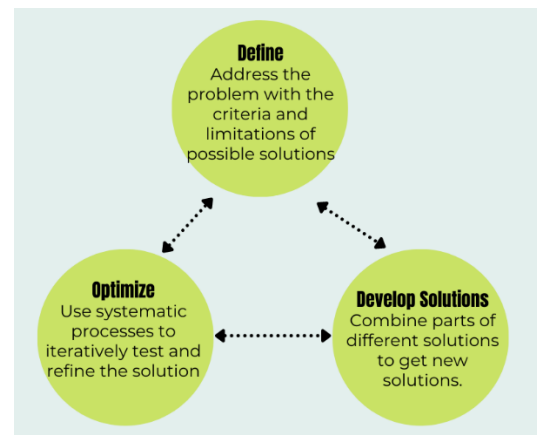 Define
Address the
problem with the
criteria and
limitations of
possible solutions
Optimize
Use systematic
processes to
iteratively test and
refine the solution
Develop Solutions
Combine parts of
different solutions
to get new
solutions.